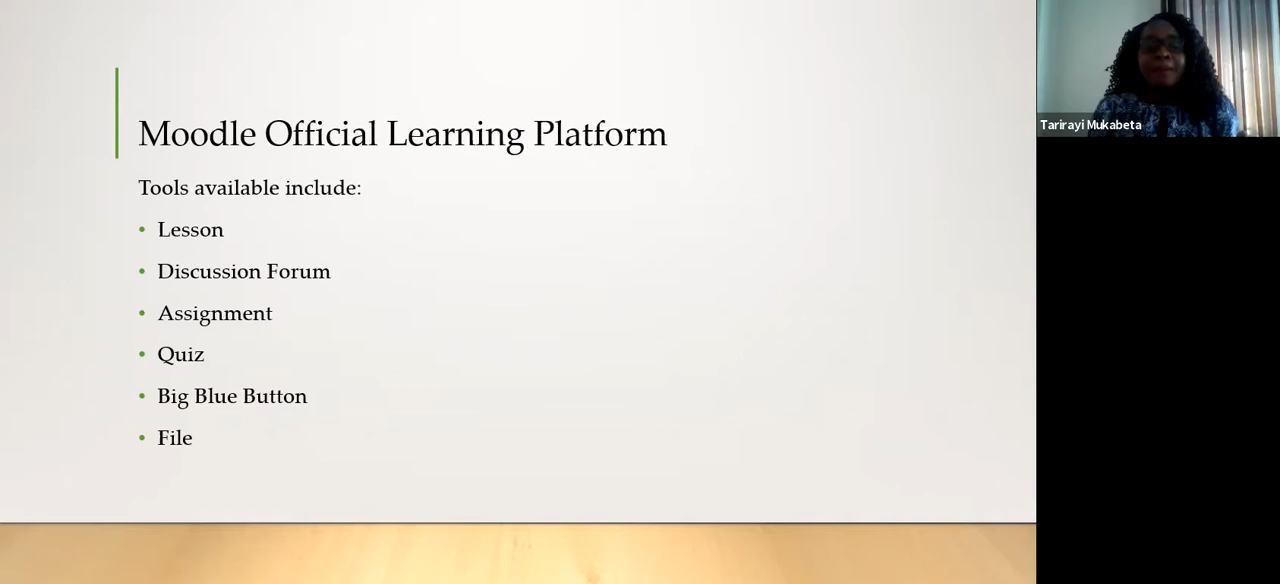 Moodle Official Learning Platform
Tools available include:
• Lesson
• Discussion Forum
• Assignment
• Quiz
• Big Blue Button
• File
Tarirayi Mukabeta